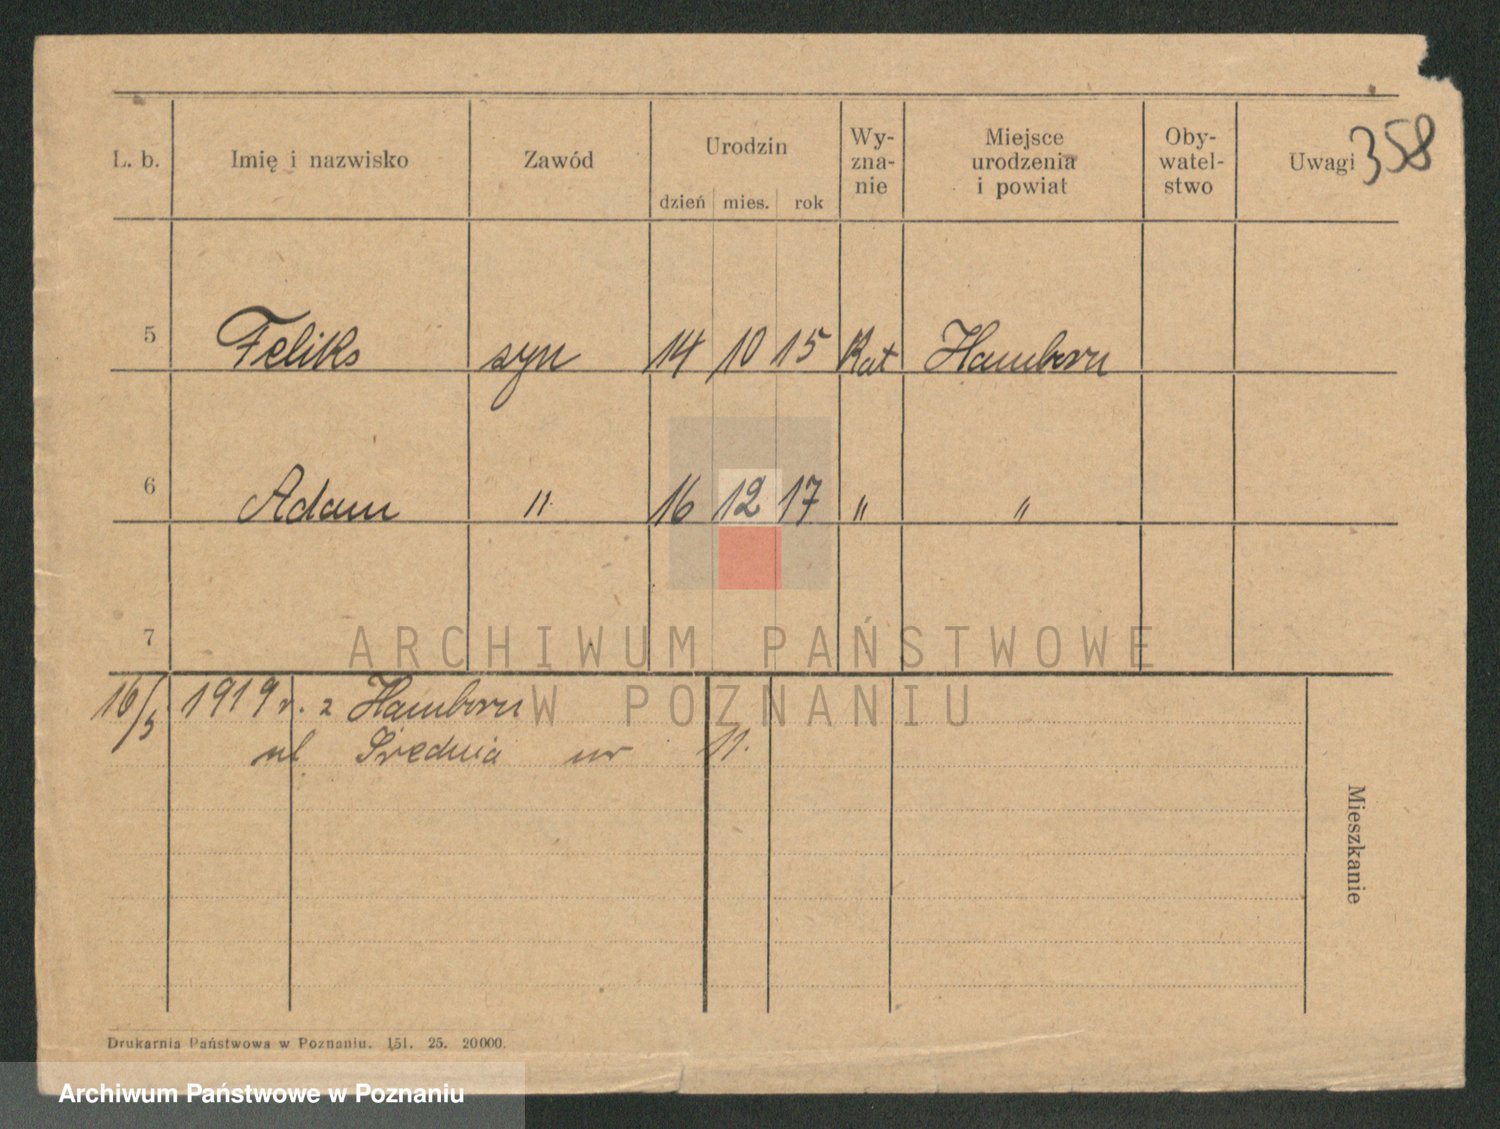 358
L. b. Imię i nazwisko Zawód Urodzin Wy- Miejsce Oby- Uwagi
zna- urodzenia watel-
nie i powiat stwo
dzień mies. rok
5 Feliks syn 14 10 15 Kat Hamborn
6 Adam " 16 12 17 " "
7
ARCHIWUM PAŃSTWOWE
W POZNANIU
16/5 1919 r. z Hamborn
ul. Średnia nr 11.
Mieszkanie
Drukarnia Państwowa w Poznaniu. 151. 25. 20000.
Archiwum Państwowe w Poznaniu